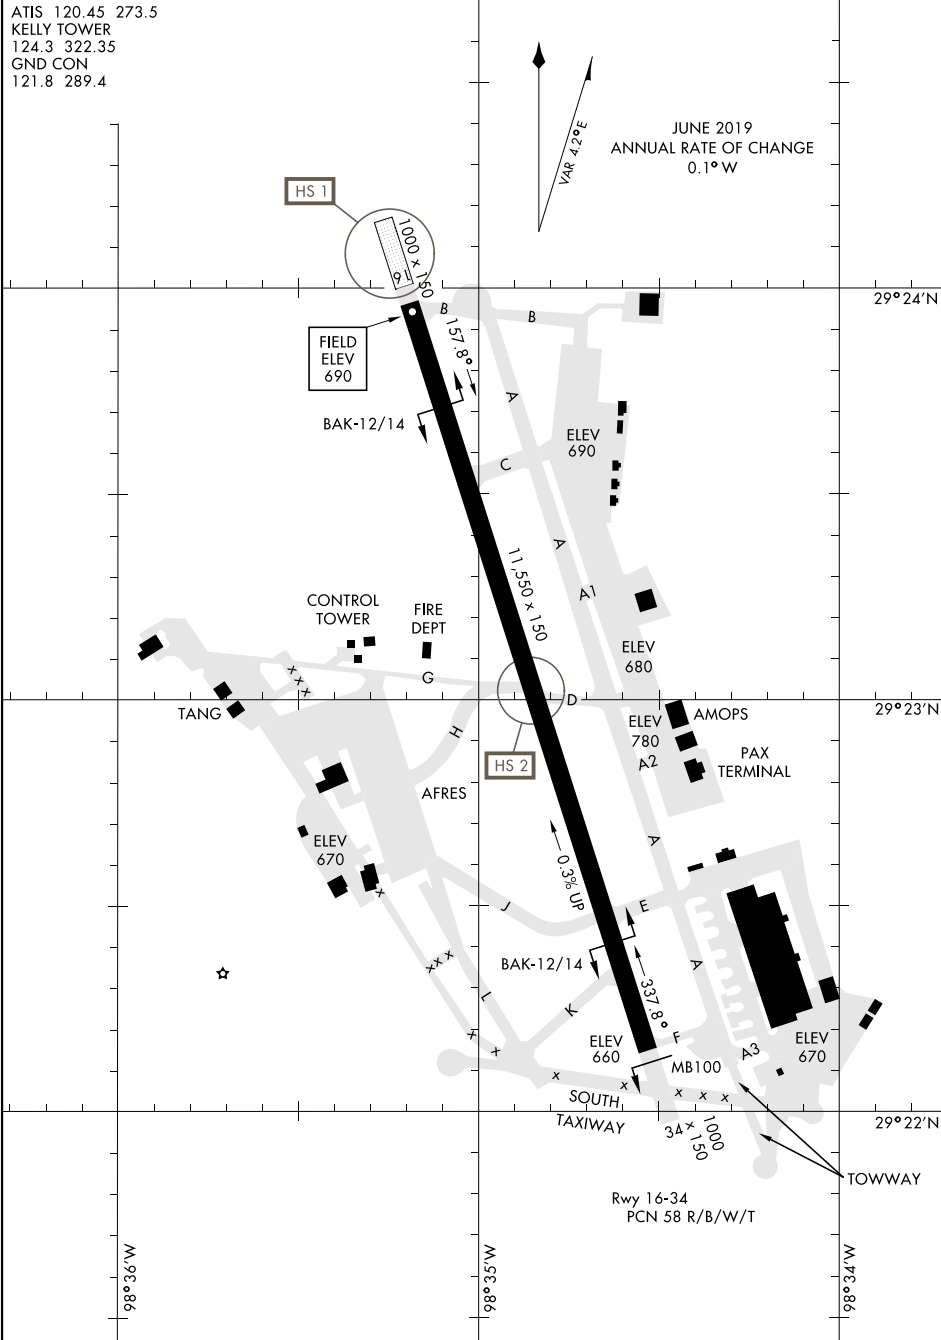 ATIS 120.45 273.5
KELLY TOWER
124.3 322.35
GND CON
121.8 289.4
VAR 4.2° E
JUNE 2019
ANNUAL RATE OF CHANGE
0.1° W
HS 1
1000 x 150
16
29°24'N
B
B
FIELD
ELEV
690
157.8°
A
BAK-12/14
ELEV
690
C
A
11,550 x 150
A1
CONTROL
TOWER
FIRE
DEPT
ELEV
680
G
D
TANG
29°23'N
AMOPS
ELEV
780
H
A2
HS 2
PAX
TERMINAL
AFRES
ELEV
670
A
0.3% UP
J
E
x
x
x
x
BAK-12/14
A
x
x
x
337.8°
L
K
x
x
F
ELEV
660
A3
ELEV
670
MB100
x
x
x
x
x
SOUTH
TAXIWAY
34
1000
x 150
29°22'N
TOWWAY
Rwy 16-34
PCN 58 R/B/W/T
98°36'W
98°35'W
98°34'W